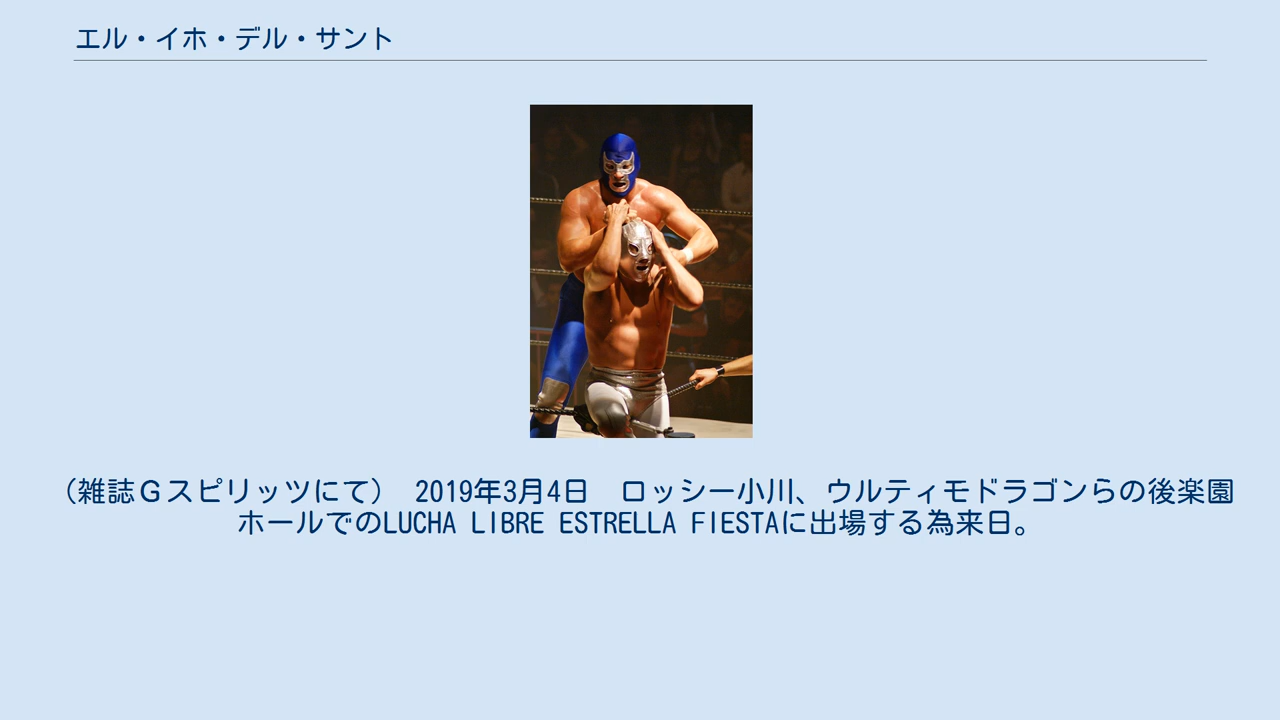 エル・イホ・デル・サント
（雑誌Ｇスピリッツにて）　2019年3月4日　ロッシー小川、ウルティモドラゴンらの後楽園
ホールでのLUCHA LIBRE ESTRELLA FIESTAに出場する為来日。